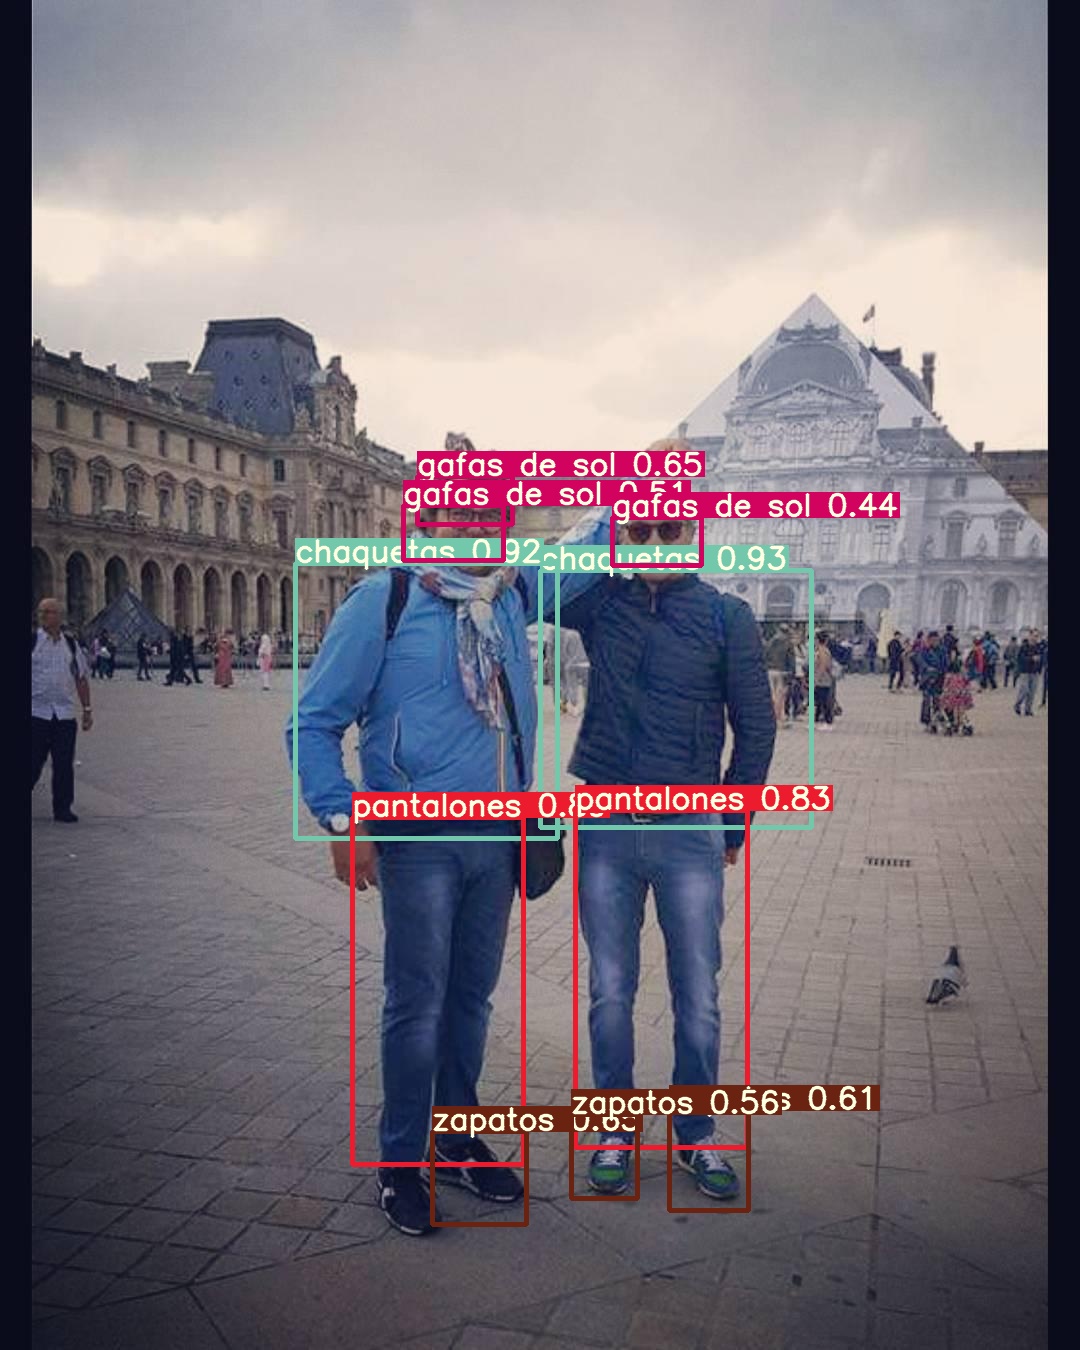 gafas de sol 0.65
gafas de sol 0.51
gafas de sol 0.44
chaquetas 0.92
chaquetas 0.93
pantalones
pantalones 0.83
zapatos 0.56
0.61
zapatos